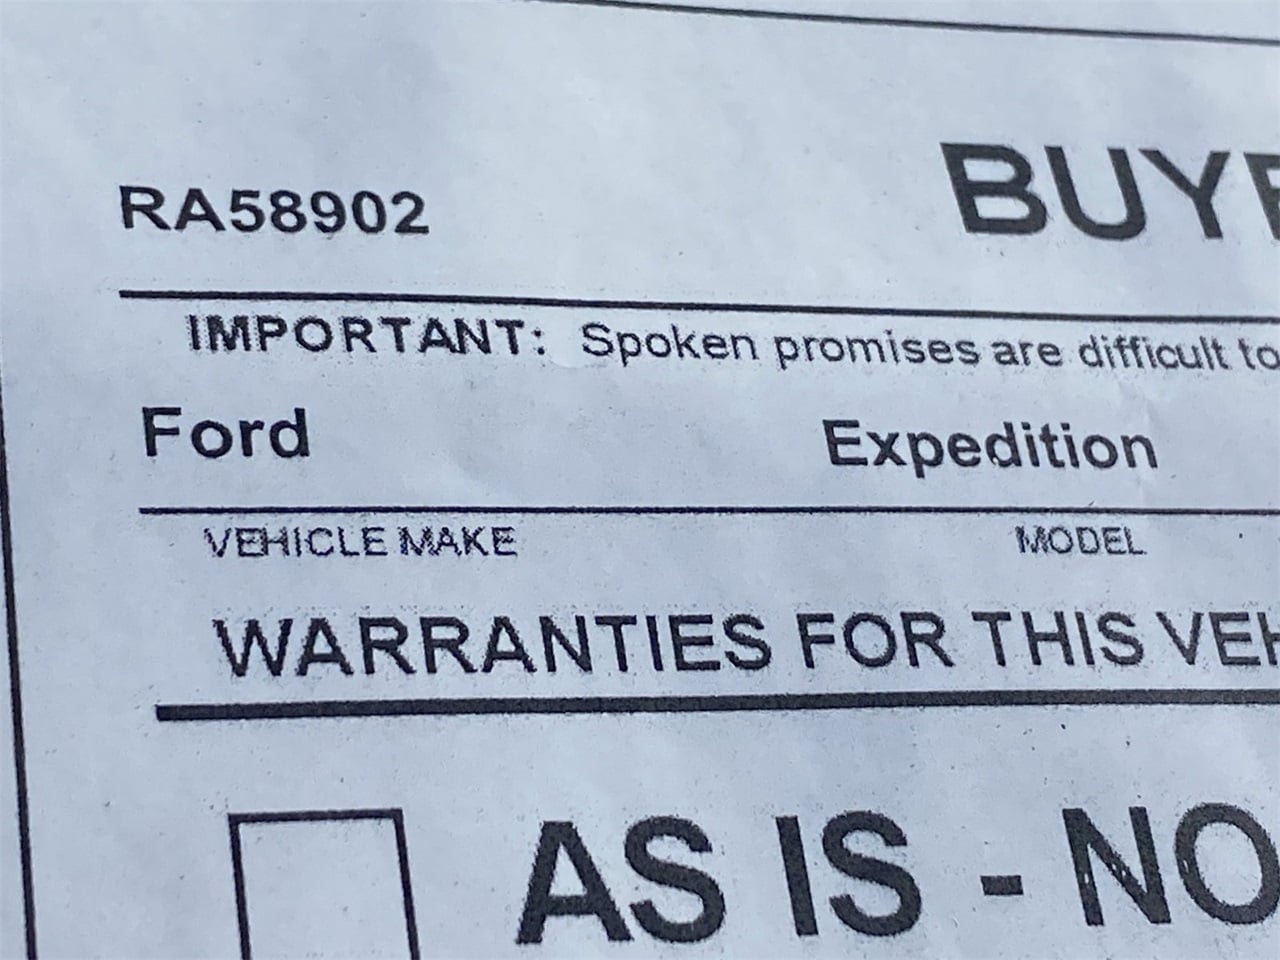 RA58902
BUYE
IMPORTANT: Spoken promises are difficult to
Ford Expedition
VEHICLE MAKE MODEL
WARRANTIES FOR THIS VEH
AS IS - NO